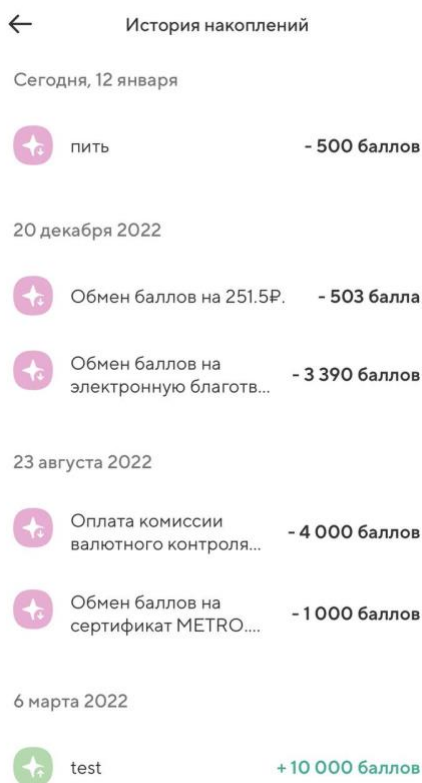 История накоплений
Сегодня, 12 января
пить
- 500 баллов
20 декабря 2022
Обмен баллов на 251.5₽.
- 503 балла
Обмен баллов на
электронную благотв...
- 3 390 баллов
23 августа 2022
Оплата комиссии
валютного контроля...
- 4 000 баллов
Обмен баллов на
сертификат METRO....
- 1 000 баллов
6 марта 2022
test
+ 10 000 баллов